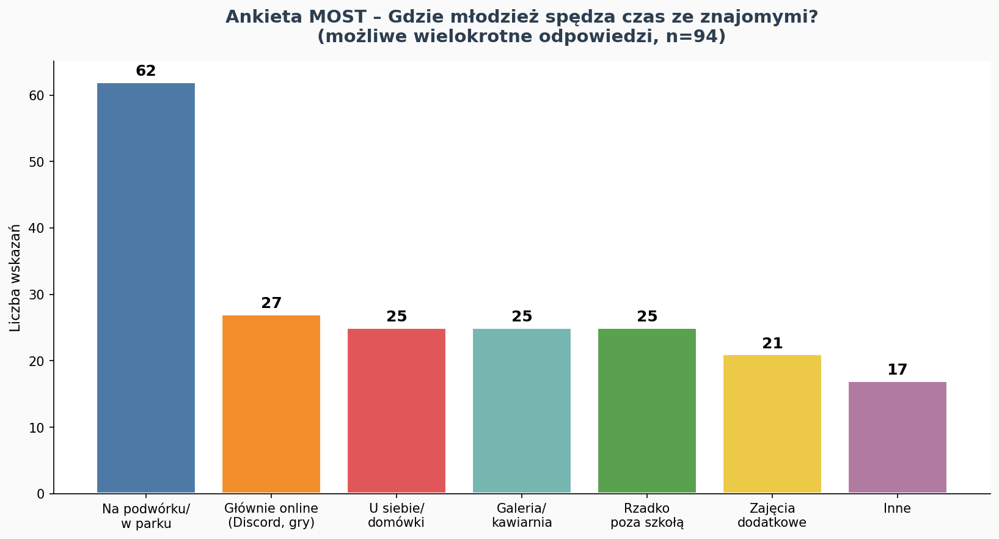 Ankieta MOST – Gdzie młodzież spędza czas ze znajomymi?
(możliwe wielokrotne odpowiedzi, n=94)
Liczba wskazań
60
50
40
30
20
10
0
62
27
25
25
25
21
17
Na podwórku/
w parku
Głównie online
(Discord, gry)
U siebie/
domówki
Galeria/
kawiarnia
Rzadko
poza szkołą
Zajęcia
dodatkowe
Inne